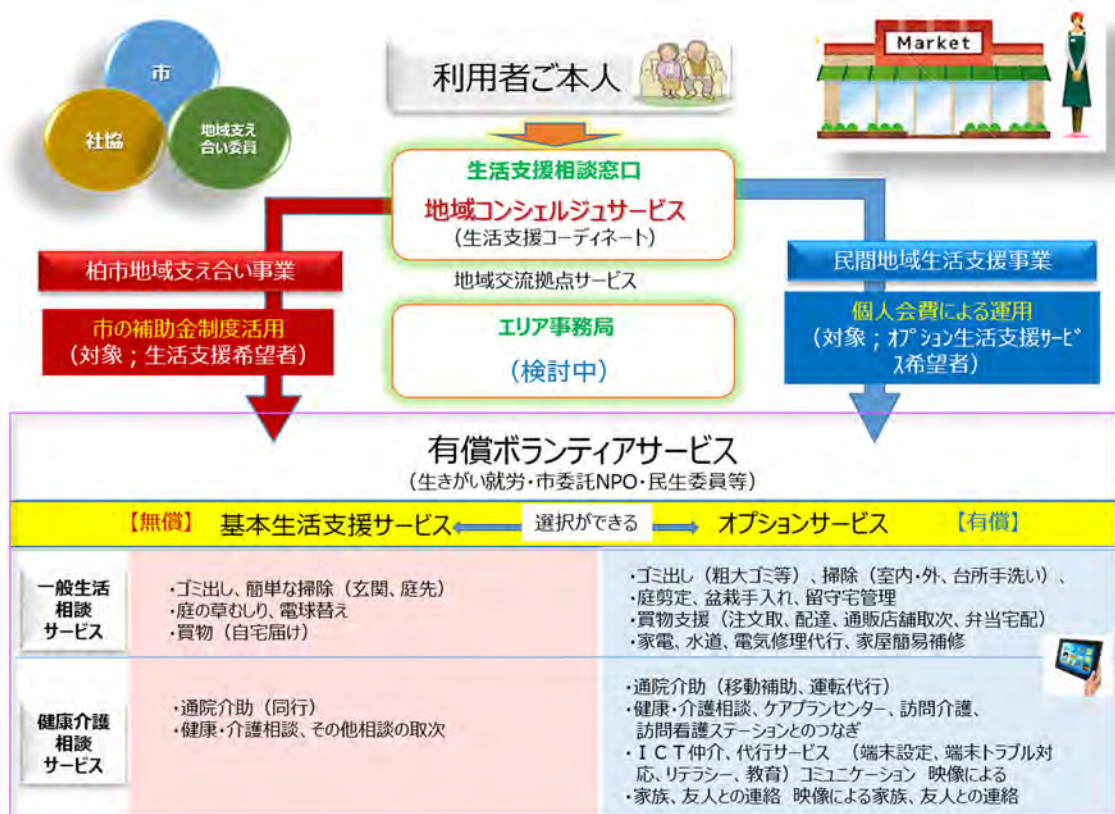 市
社協
地域支え
合い委員
利用者ご本人
Market
生活支援相談窓口
地域コンシェルジュサービス
(生活支援コーディネート)
地域交流拠点サービス
エリア事務局
(検討中)
柏市地域支え合い事業
市の補助金制度活用
(対象；生活支援希望者)
民間地域生活支援事業
個人会費による運用
(対象；ｵﾌﾟｼｮﾝ生活支援ｻｰﾋﾞ
ｽ希望者)
有償ボランティアサービス
(生きがい就労・市委託NPO・民生委員等)
【無償】 基本生活支援サービス 選択ができる オプションサービス 【有償】
一般生活
相談
サービス
・ゴミ出し、簡単な掃除（玄関、庭先）
・庭の草むしり、電球替え
・買物（自宅届け）
・ゴミ出し（粗大ゴミ等）、掃除（室内・外、台所手洗い）、
・庭剪定、盆栽手入れ、留守宅管理
・買物支援（注文取、配達、通販店舗取次、弁当宅配）
・家電、水道、電気修理代行、家屋簡易補修
健康介護
相談
サービス
・通院介助（同行）
・健康・介護相談、その他相談の取次
・通院介助（移動補助、運転代行）
・健康・介護相談、ケアプランセンター、訪問介護、
訪問看護ステーションとのつなぎ
・ＩＣＴ仲介、代行サービス （端末設定、端末トラブル対
応、リテラシー、教育）コミュニケーション 映像による
・家族、友人との連絡 映像による家族、友人との連絡